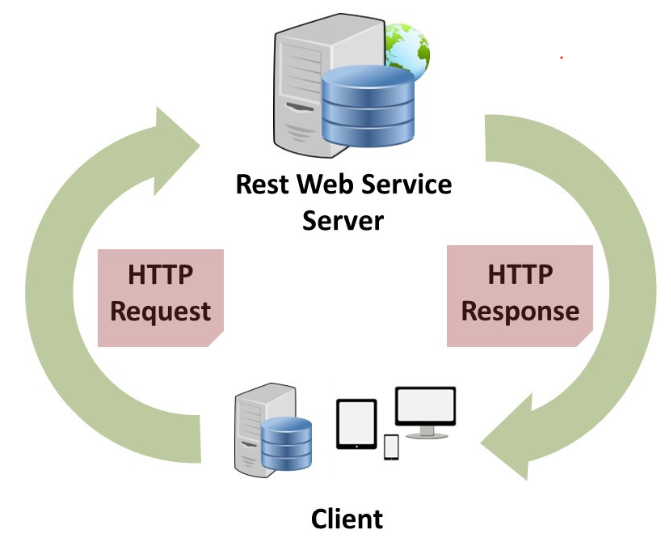 Rest Web Service
Server
HTTP
Request
HTTP
Response
Client